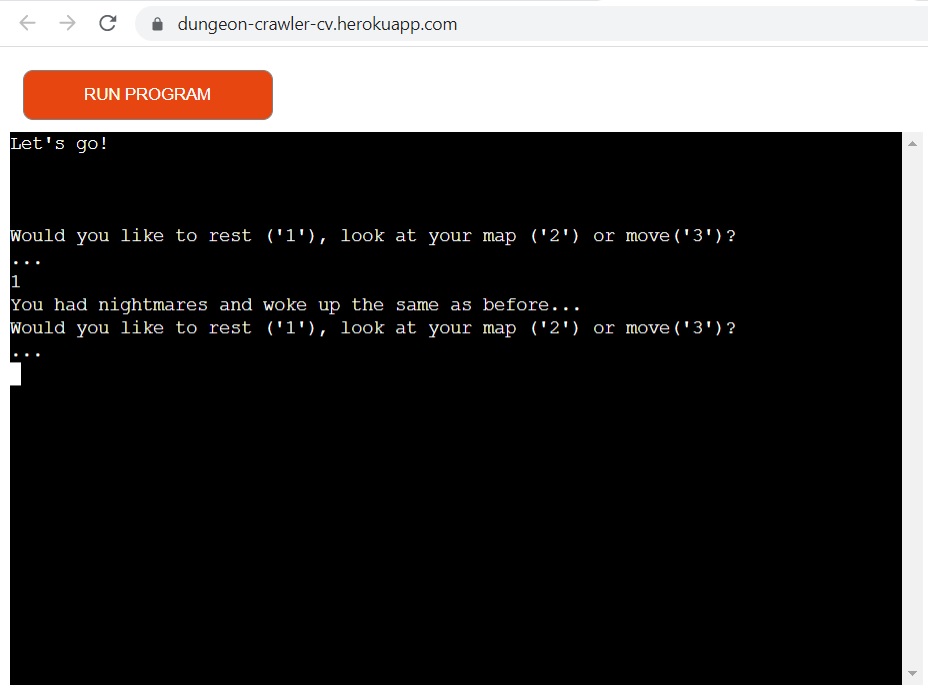 dungeon-crawler-cv.herokuapp.com
RUN PROGRAM
Let's go!
Would you like to rest ('1'), look at your map ('2') or move('3')?
...
1
You had nightmares and woke up the same as before...
Would you like to rest ('1'), look at your map ('2') or move('3')?
...